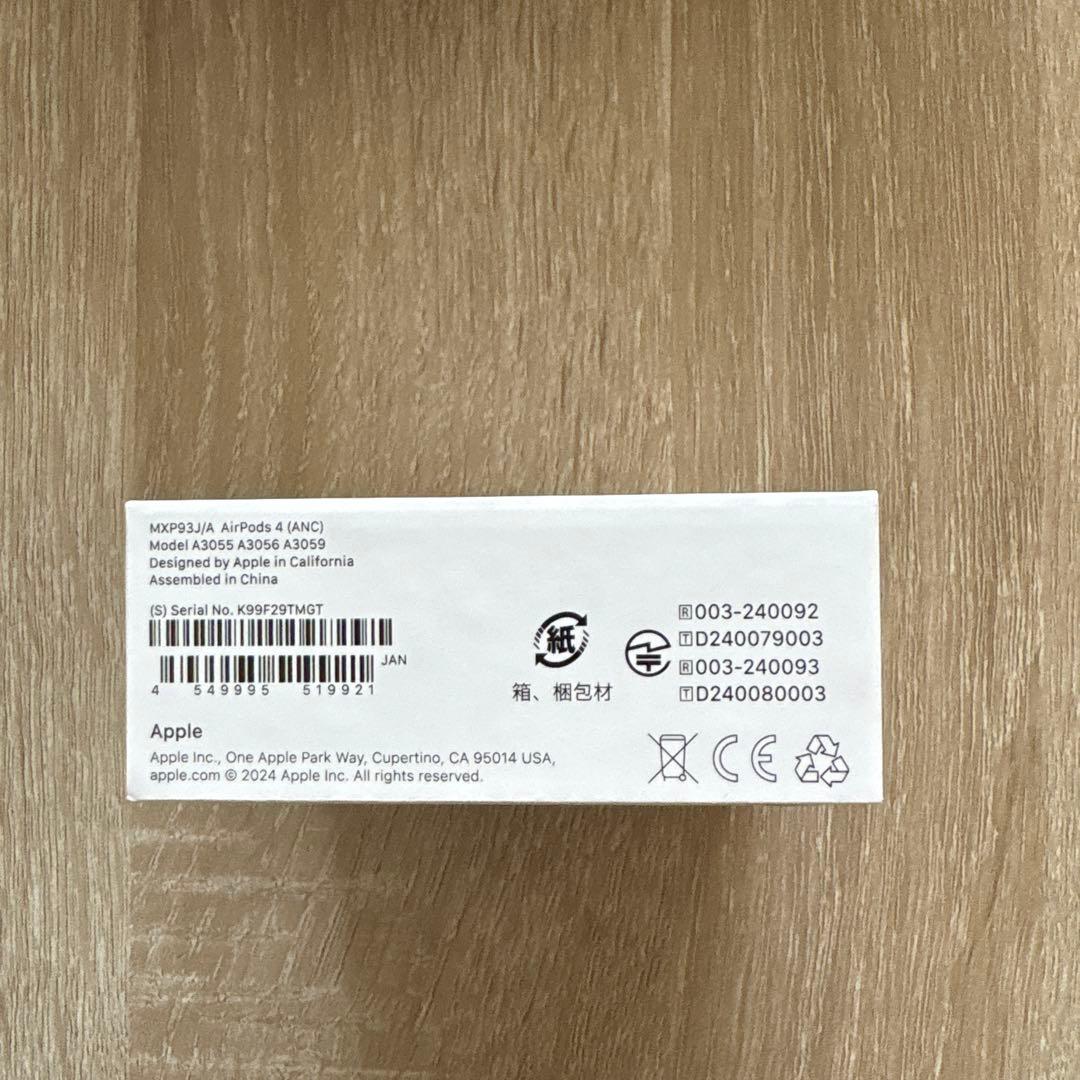 MXP93J/A AirPods 4 (ANC)
Model A3055 A3056 A3059
Designed by Apple in California
Assembled in China
(S) Serial No. K99F29TMGT
JAN
4 549995 519921
紙
箱、梱包材
R 003-240092
T D240079003
R 003-240093
T D240080003
Apple
Apple Inc., One Apple Park Way, Cupertino, CA 95014 USA,
apple.com © 2024 Apple Inc. All rights reserved.
CE